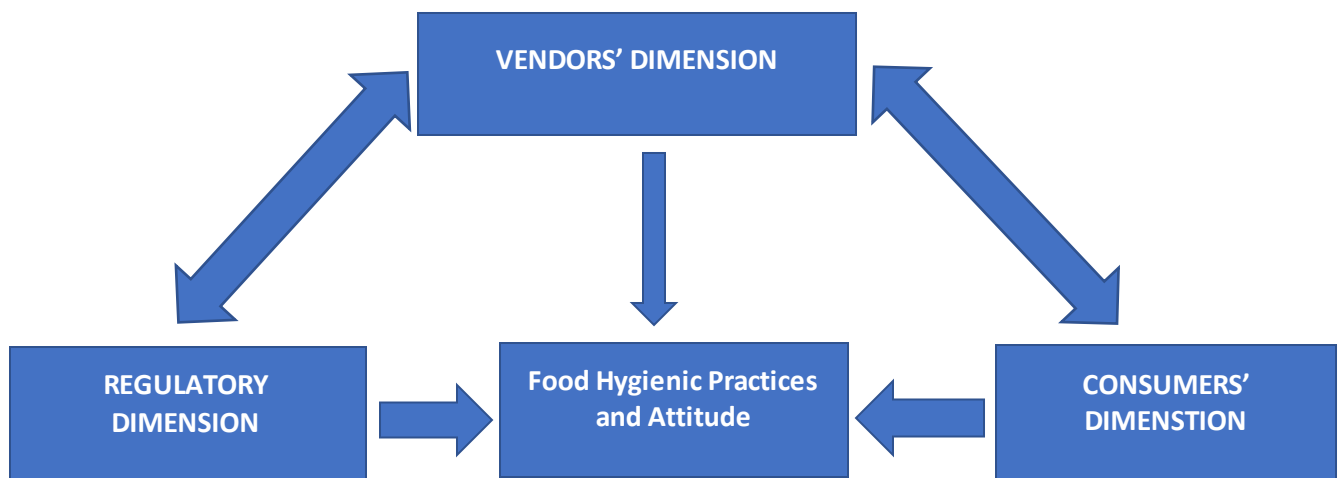 VENDORS’ DIMENSION
REGULATORY
DIMENSION
Food Hygienic Practices
and Attitude
CONSUMERS’
DIMENSTION